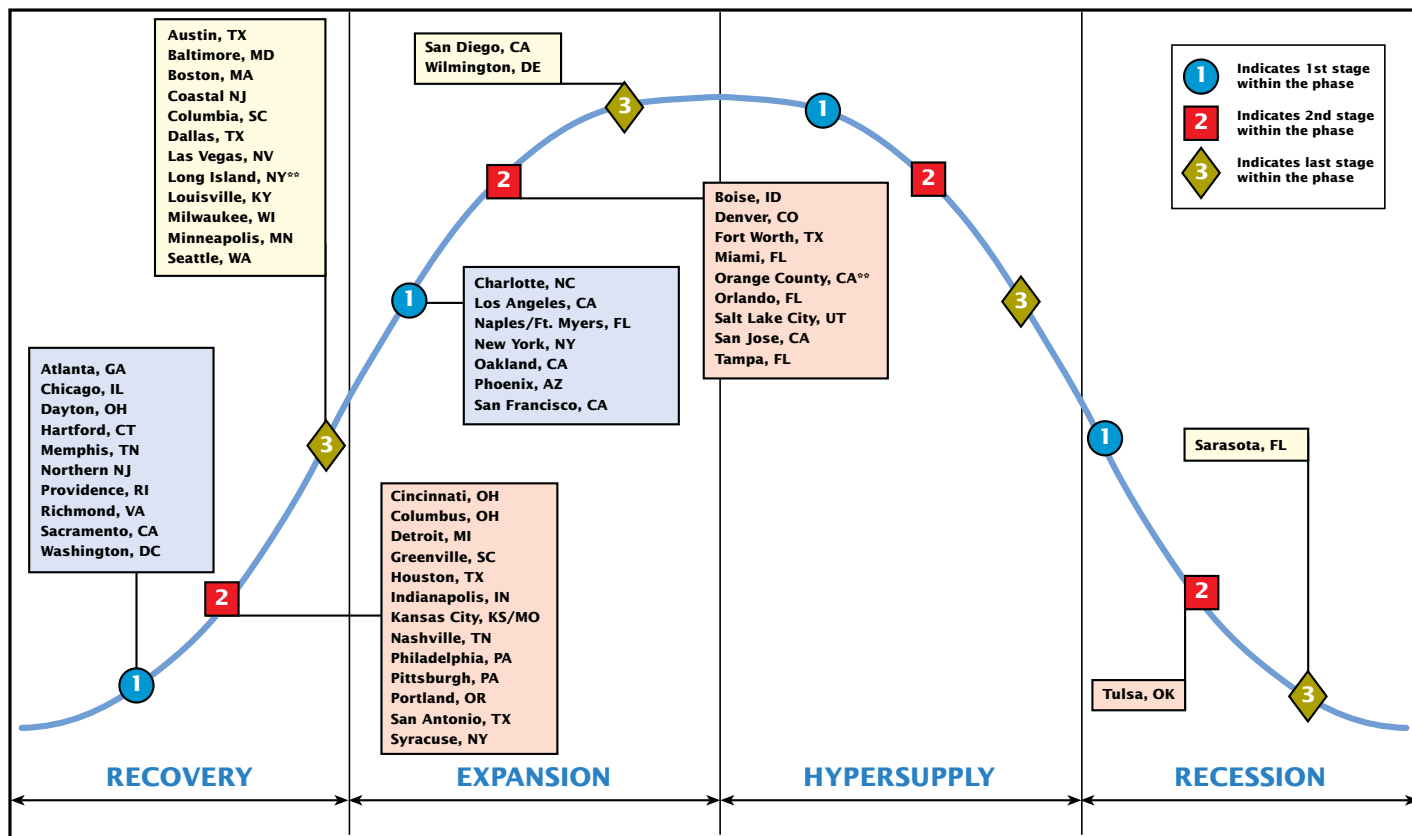 Austin, TX
Baltimore, MD
Boston, MA
Coastal NJ
Columbia, SC
Dallas, TX
Las Vegas, NV
Long Island, NY**
Louisville, KY
Milwaukee, WI
Minneapolis, MN
Seattle, WA
San Diego, CA
Wilmington, DE
3
1
2
2
1 Indicates 1st stage
within the phase
2 Indicates 2nd stage
within the phase
3 Indicates last stage
within the phase
Boise, ID
Denver, CO
Fort Worth, TX
Miami, FL
Orange County, CA**
Orlando, FL
Salt Lake City, UT
San Jose, CA
Tampa, FL
1
Charlotte, NC
Los Angeles, CA
Naples/Ft. Myers, FL
New York, NY
Oakland, CA
Phoenix, AZ
San Francisco, CA
3
Atlanta, GA
Chicago, IL
Dayton, OH
Hartford, CT
Memphis, TN
Northern NJ
Providence, RI
Richmond, VA
Sacramento, CA
Washington, DC
3
1
Sarasota, FL
2
Cincinnati, OH
Columbus, OH
Detroit, MI
Greenville, SC
Houston, TX
Indianapolis, IN
Kansas City, KS/MO
Nashville, TN
Philadelphia, PA
Pittsburgh, PA
Portland, OR
San Antonio, TX
Syracuse, NY
2
1
Tulsa, OK
3
RECOVERY
EXPANSION
HYPERSUPPLY
RECESSION